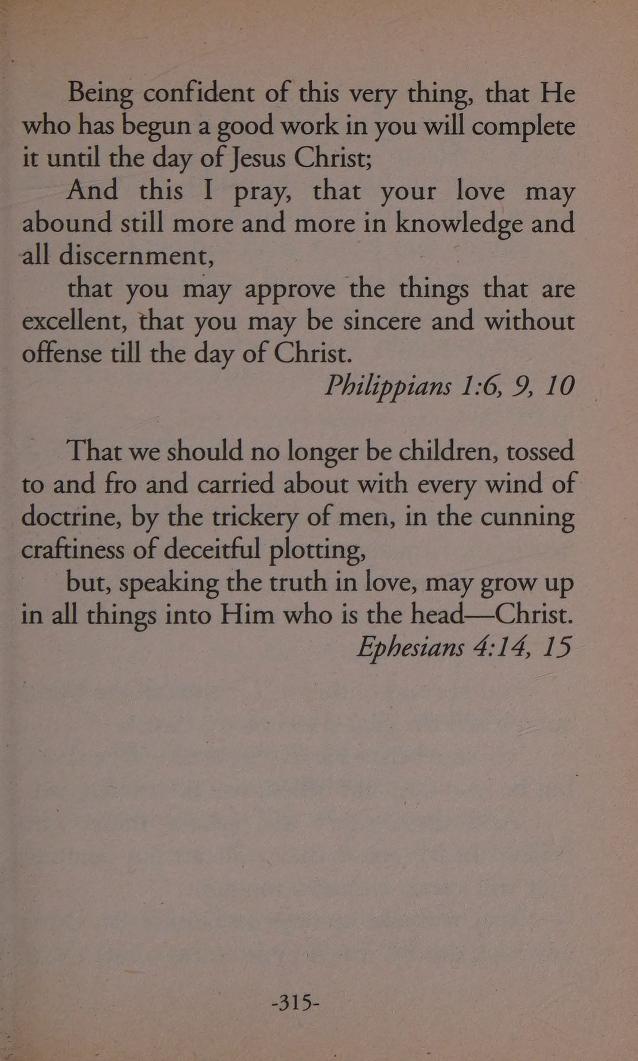 Being confident of this very thing, that He
who has begun a good work in you will complete
it until the day of Jesus Christ;
And this I pray, that your love may
abound still more and more in knowledge and
all discernment,
that you may approve the things that are
excellent, that you may be sincere and without
offense till the day of Christ.
Philippians 1:6, 9, 10
That we should no longer be children, tossed
to and fro and carried about with every wind of
doctrine, by the trickery of men, in the cunning
craftiness of deceitful plotting,
but, speaking the truth in love, may grow up
in all things into Him who is the head—Christ.
Ephesians 4:14, 15
-315-